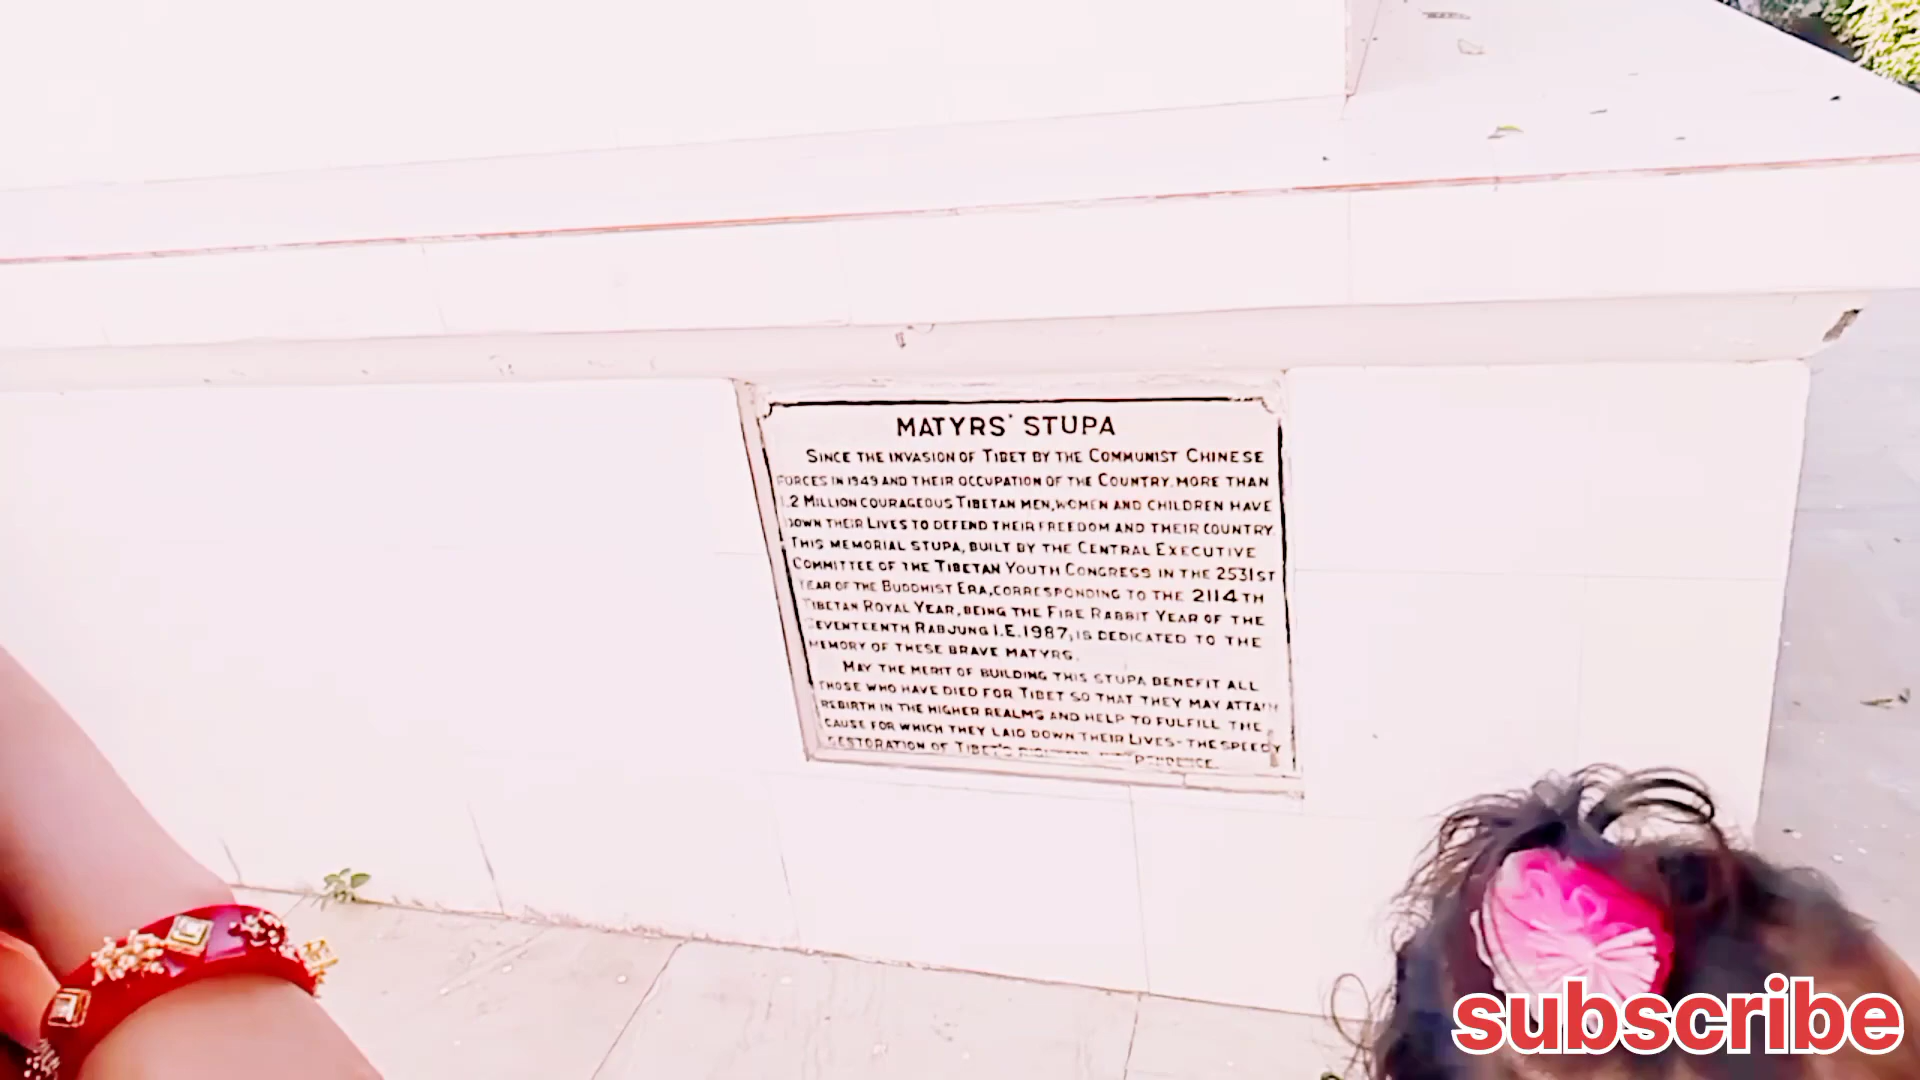 MATYRS' STUPA
SINCE THE INVASION OF TIBET BY THE COMMUNIST CHINESE
FORCES IN 1949 AND THEIR OCCUPATION OF THE COUNTRY. MORE THAN
1.2 MILLION COURAGEOUS TIBETAN MEN, WOMEN AND CHILDREN HAVE
DOWN THEIR LIVES TO DEFEND THEIR FREEDOM AND THEIR COUNTRY.
THIS MEMORIAL STUPA, BUILT BY THE CENTRAL EXECUTIVE
COMMITTEE OF THE TIBETAN YOUTH CONGRESS IN THE 2531ST
YEAR OF THE BUDDHIST ERA, CORRESPONDING TO THE 2114TH
TIBETAN ROYAL YEAR, BEING THE FIRE RABBIT YEAR OF THE
SEVENTEENTH RABJUNG I.E. 1987, IS DEDICATED TO THE
MEMORY OF THESE BRAVE MATYRS.
MAY THE MERIT OF BUILDING THIS STUPA BENEFIT ALL
THOSE WHO HAVE DIED FOR TIBET SO THAT THEY MAY ATTAIN
REBIRTH IN THE HIGHER REALMS AND HELP TO FULFILL THE
CAUSE FOR WHICH THEY LAID DOWN THEIR LIVES - THE SPEEDY
RESTORATION OF TIBET'S
subscribe